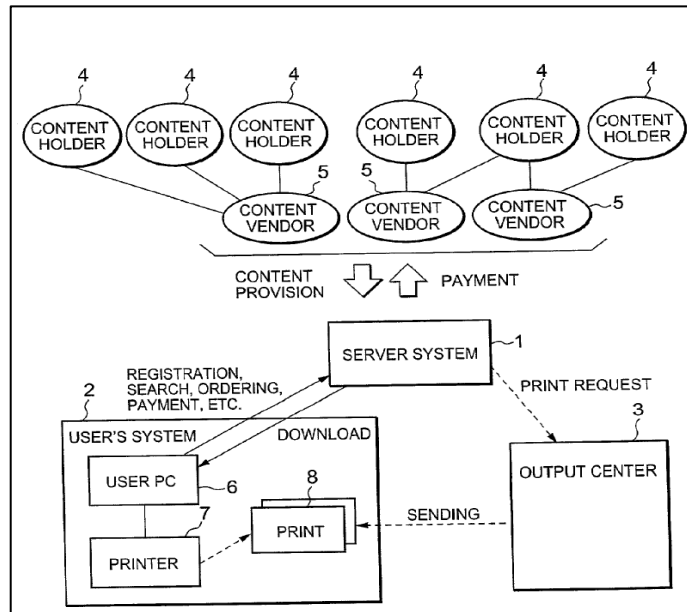 4 4 4 4 4 4
CONTENT HOLDER
CONTENT HOLDER
CONTENT HOLDER
CONTENT HOLDER
CONTENT HOLDER
CONTENT HOLDER
5 5
CONTENT VENDOR
CONTENT VENDOR
CONTENT VENDOR
5
CONTENT PROVISION
PAYMENT
1
SERVER SYSTEM
REGISTRATION,
SEARCH, ORDERING,
PAYMENT, ETC.
PRINT REQUEST
2
3
USER'S SYSTEM
DOWNLOAD
OUTPUT CENTER
USER PC
6
8
7
PRINT
SENDING
PRINTER